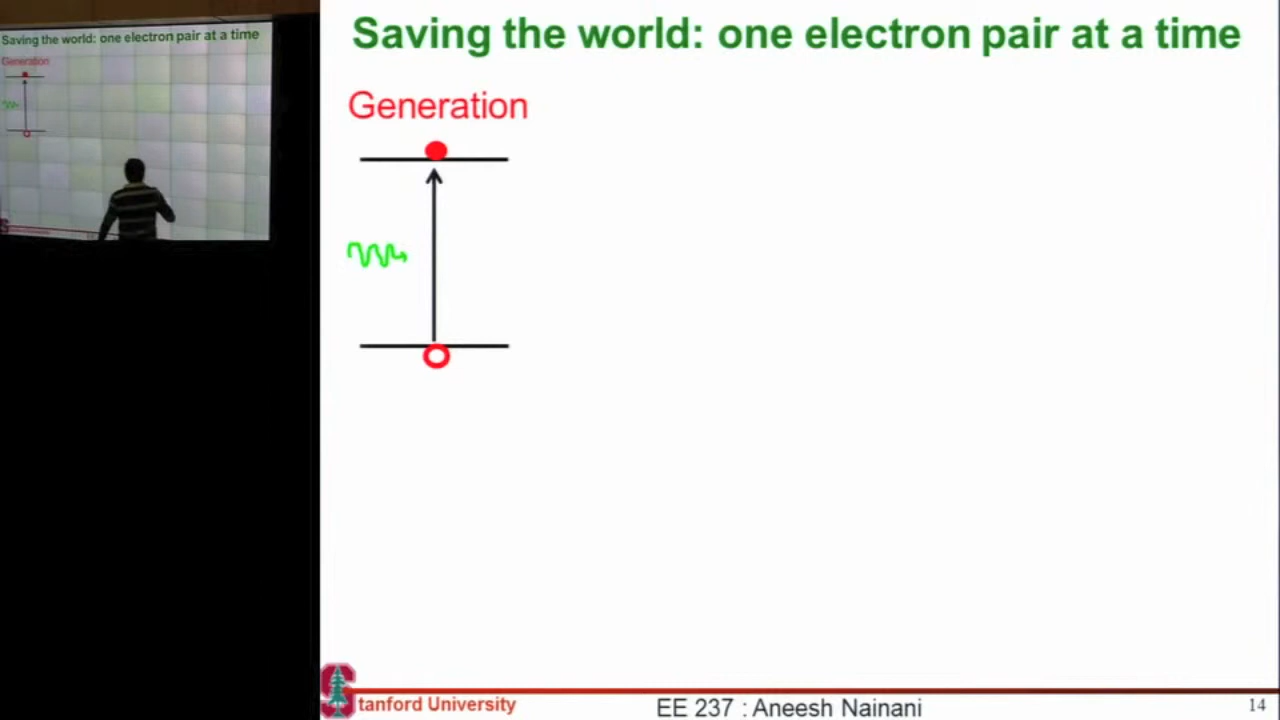 Saving the world: one electron pair at a time
Generation
Saving the world: one electron pair at a time
Generation
tanford University
EE 237 : Aneesh Nainani
14